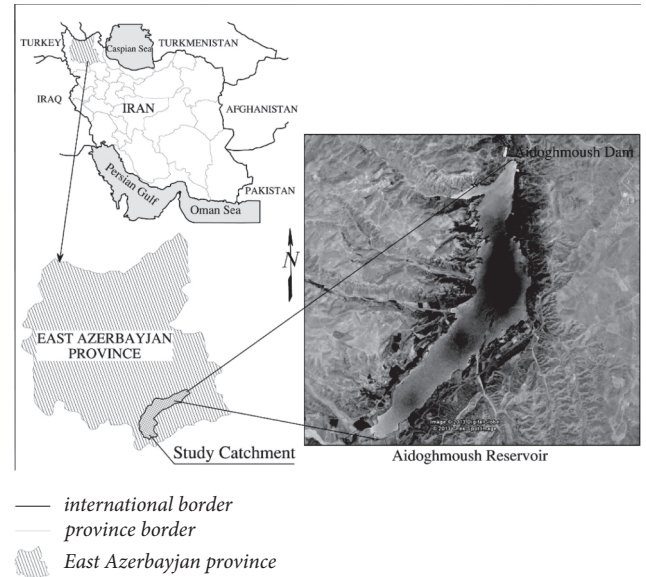 TURKEY
Caspian Sea
TURKMENISTAN
IRAQ
IRAN
AFGHANISTAN
Persian Gulf
PAKISTAN
Oman Sea
N
Aidoghmoush Dam
EAST AZERBAYJAN
PROVINCE
Study Catchment
Aidoghmoush Reservoir
international border
province border
East Azerbayjan province